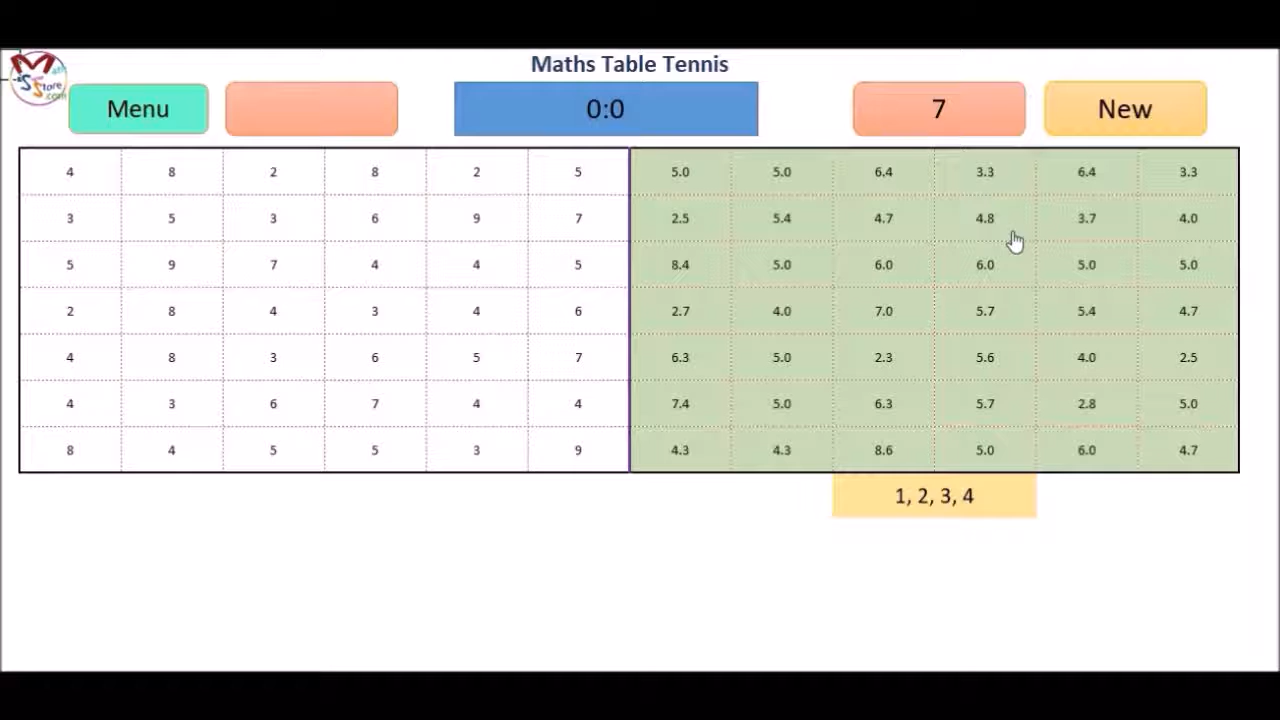 Maths Table Tennis
Math
Store
.com
Menu 0:0 7 New
4 8 2 8 2 5 5.0 5.0 6.4 3.3 6.4 3.3
3 5 3 6 9 7 2.5 5.4 4.7 4.8 3.7 4.0
5 9 7 4 4 5 8.4 5.0 6.0 6.0 5.0 5.0
2 8 4 3 4 6 2.7 4.0 7.0 5.7 5.4 4.7
4 8 3 6 5 7 6.3 5.0 2.3 5.6 4.0 2.5
4 3 6 7 4 4 7.4 5.0 6.3 5.7 2.8 5.0
8 4 5 5 3 9 4.3 4.3 8.6 5.0 6.0 4.7
1, 2, 3, 4